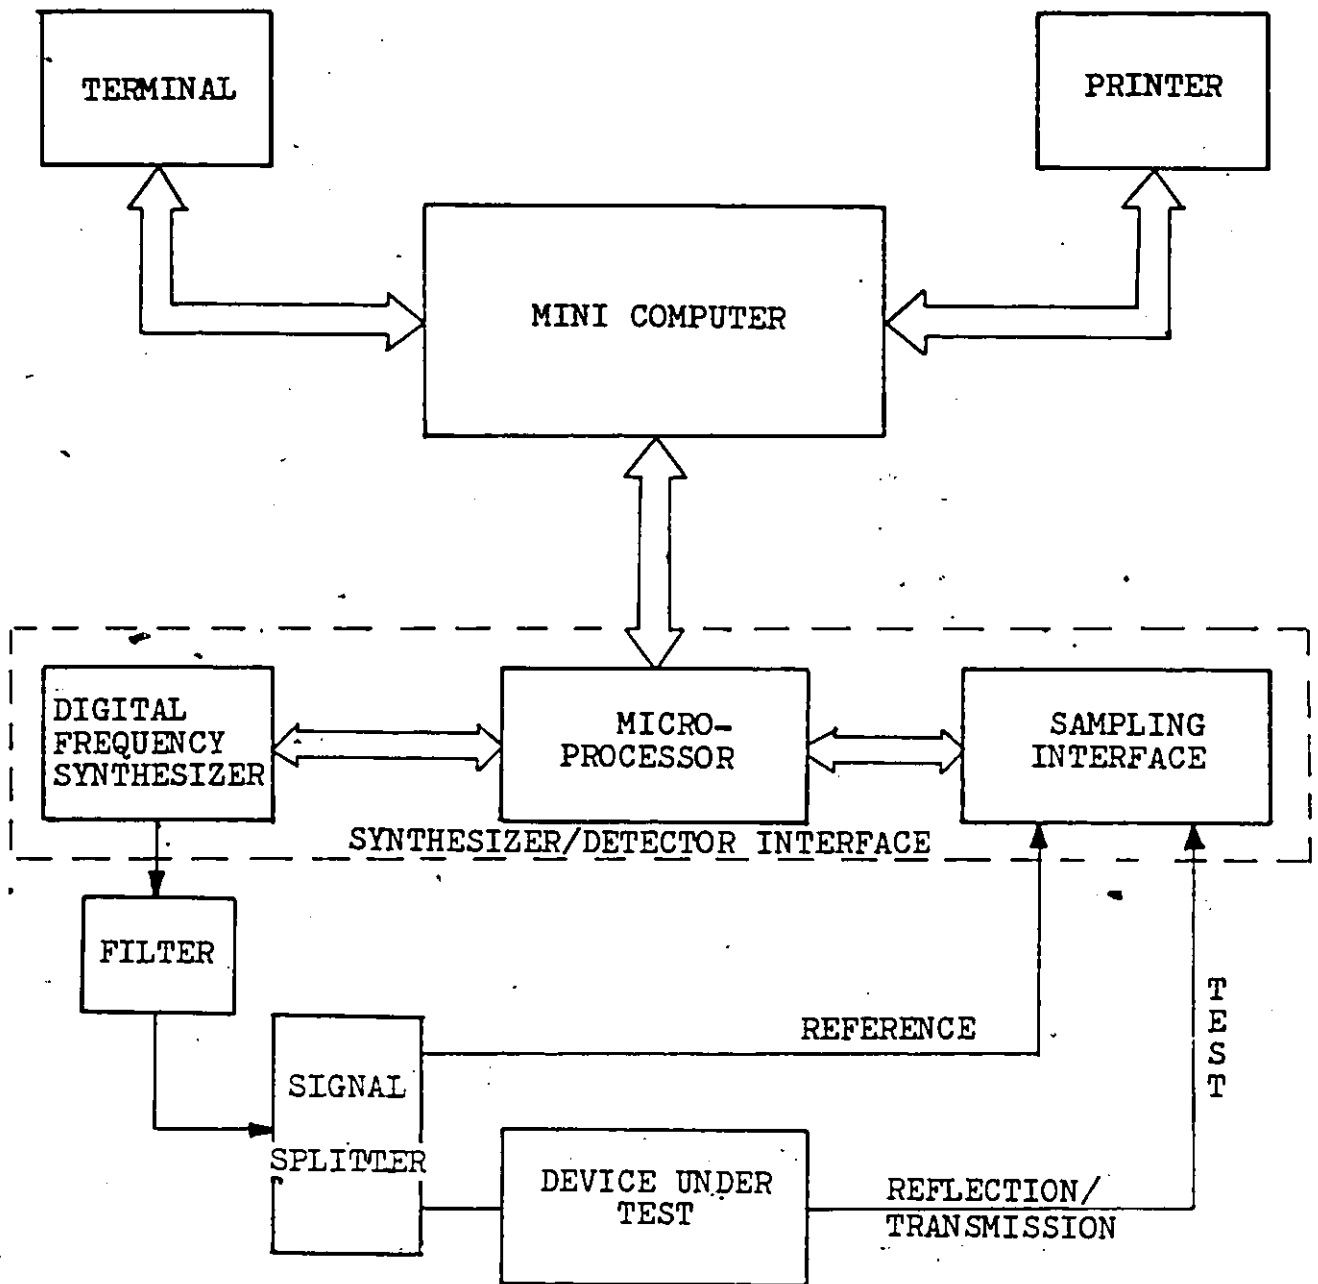 TERMINAL
PRINTER
MINI COMPUTER
DIGITAL
FREQUENCY
SYNTHESIZER
MICRO-
PROCESSOR
SAMPLING
INTERFACE
SYNTHESIZER/DETECTOR INTERFACE
FILTER
REFERENCE
TEST
SIGNAL
SPLITTER
DEVICE UNDER
TEST
REFLECTION/
TRANSMISSION